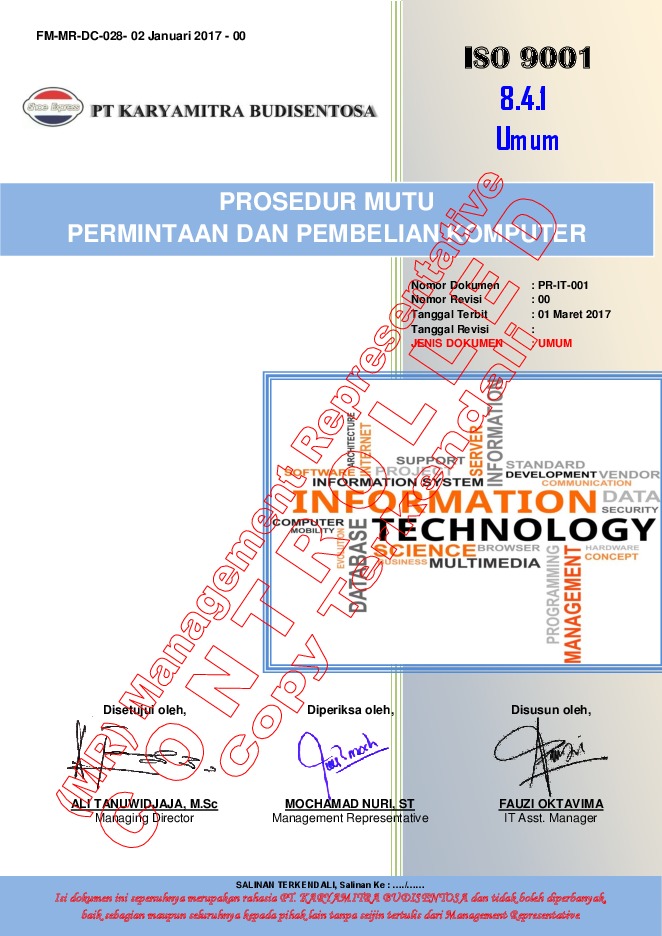 FM-MR-DC-028- 02 Januari 2017 - 00
ISO 9001
8.4.1
Umum
Shoe Express
PT KARYAMITRA BUDISENTOSA
PROSEDUR MUTU
PERMINTAAN DAN PEMBELIAN KOMPUTER
Nomor Dokumen : PR-IT-001
Nomor Revisi : 00
Tanggal Terbit : 01 Maret 2017
Tanggal Revisi :
JENIS DOKUMEN : UMUM
(MR) Management Representative
CONTROLLED
Copy Terkendali
ARCHITECTURE
INTERNET
SERVER
INFORMATION
SUPPORT
STANDARD
SOFTWARE
PROJECT
DEVELOPMENT
VENDOR
INFORMATION SYSTEM
COMMUNICATION
INFORMATION
DATA
SECURITY
COMPUTER
MOBILITY
TECHNOLOGY
EVOLUTION
DATABASE
SCIENCE
BROWSER
HARDWARE
BUSINESS
MULTIMEDIA
CONCEPT
PROGRAMMING
MANAGEMENT
Disetujui oleh, Diperiksa oleh, Disusun oleh,
ALI TANUWIDJAJA, M.Sc MOCHAMAD NURI, ST FAUZI OKTAVIMA
Managing Director Management Representative IT Asst. Manager
SALINAN TERKENDALI, Salinan Ke : ..../......
Isi dokumen ini sepenuhnya merupakan rahasia PT. KARYAMITRA BUDISENTOSA dan tidak boleh diperbanyak,
baik sebagian maupun seluruhnya kepada pihak lain tanpa seijin tertulis dari Management Representative.